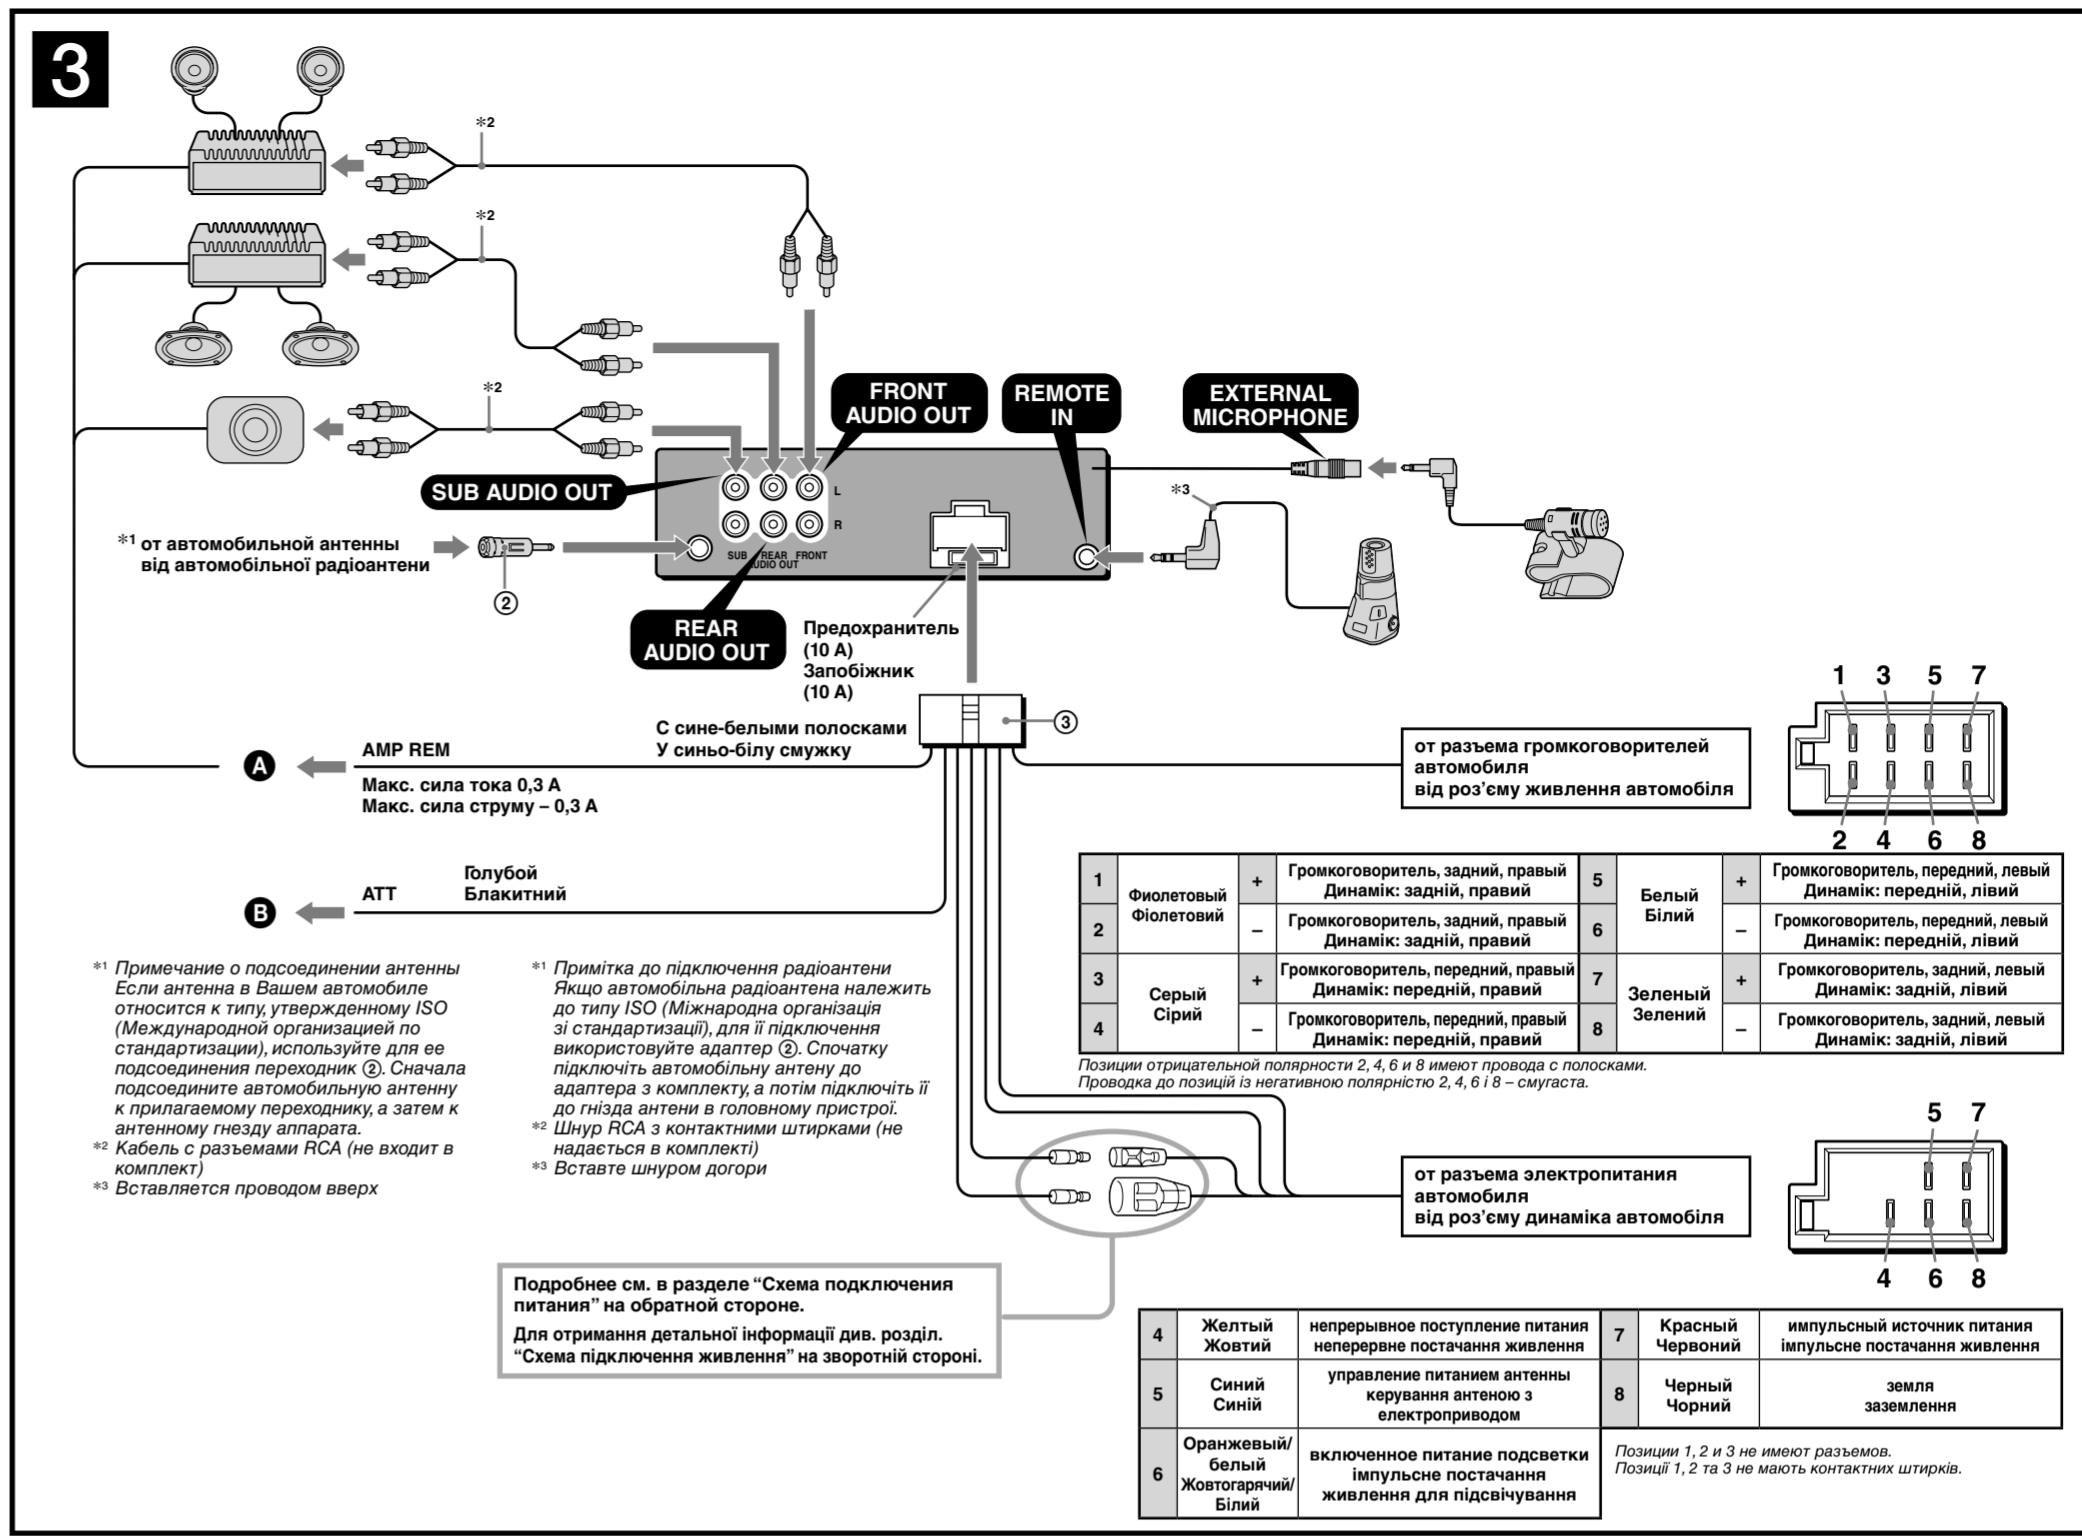 3
*2
*2
*2
FRONT
AUDIO OUT
REMOTE
IN
EXTERNAL
MICROPHONE
SUB AUDIO OUT
*3
L
R
*1 от автомобильной антенны
від автомобільної радіоантени
SUB REAR FRONT
AUDIO OUT
②
REAR
AUDIO OUT
Предохранитель
(10 A)
Запобіжник
(10 A)
③
С сине-белыми полосками
У синьо-білу смужку
A
AMP REM
Макс. сила тока 0,3 A
Макс. сила струму – 0,3 A
от разъема громкоговорителей
автомобиля
від роз’єму живлення автомобіля
1 3 5 7
2 4 6 8
B
ATT
Голубой
Блакитний
1 Фиолетовый Фіолетовий + Громкоговоритель, задний, правый
Динамік: задній, правий
2 – Громкоговоритель, задний, правый
Динамік: задній, правий
3 Серый Сірий + Громкоговоритель, передний, правый
Динамік: передній, правий
4 – Громкоговоритель, передний, правый
Динамік: передній, правий
5 Белый Білий + Громкоговоритель, передний, левый
Динамік: передній, лівий
6 – Громкоговоритель, передний, левый
Динамік: передній, лівий
7 Зеленый Зелений + Громкоговоритель, задний, левый
Динамік: задній, лівий
8 – Громкоговоритель, задний, левый
Динамік: задній, лівий
Позиции отрицательной полярности 2, 4, 6 и 8 имеют провода с полосками.
Проводка до позицій із негативною полярністю 2, 4, 6 і 8 – смугаста.
*1 Примечание о подсоединении антенны
Если антенна в Вашем автомобиле
относится к типу, утвержденному ISO
(Международной организацией по
стандартизации), используйте для ее
подсоединения переходник ②. Сначала
подсоедините автомобильную антенну
к прилагаемому переходнику, а затем к
антенному гнезду аппарата.
*2 Кабель с разъемами RCA (не входит в
комплект)
*3 Вставляется проводом вверх
*1 Примітка до підключення радіоантени
Якщо автомобільна радіоантена належить
до типу ISO (Міжнародна організація
зі стандартизації), для її підключення
використовуйте адаптер ②. Спочатку
підключіть автомобільну антену до
адаптера з комплекту, а потім підключіть її
до гнізда антени в головному пристрої.
*2 Шнур RCA з контактними штирками (не
надається в комплекті)
*3 Вставте шнуром догори
от разъема электропитания
автомобиля
від роз’єму динаміка автомобіля
5 7
4 6 8
Подробнее см. в разделе “Схема подключения
питания” на обратной стороне.
Для отримання детальної інформації див. розділ.
“Схема підключення живлення” на зворотній стороні.
4 Желтый Жовтий непрерывное поступление питания
неперервне постачання живлення
5 Синий Синій управление питанием антенны
керування антеною з
електроприводом
6 Оранжевый/
белый
Жовтогарячий/
Білий
включенное питание подсветки
імпульсне постачання
живлення для підсвічування
7 Красный Червоний импульсный источник питания
імпульсне постачання живлення
8 Черный Чорний земля
заземлення
Позиции 1, 2 и 3 не имеют разъемов.
Позиції 1, 2 та 3 не мають контактних штирків.